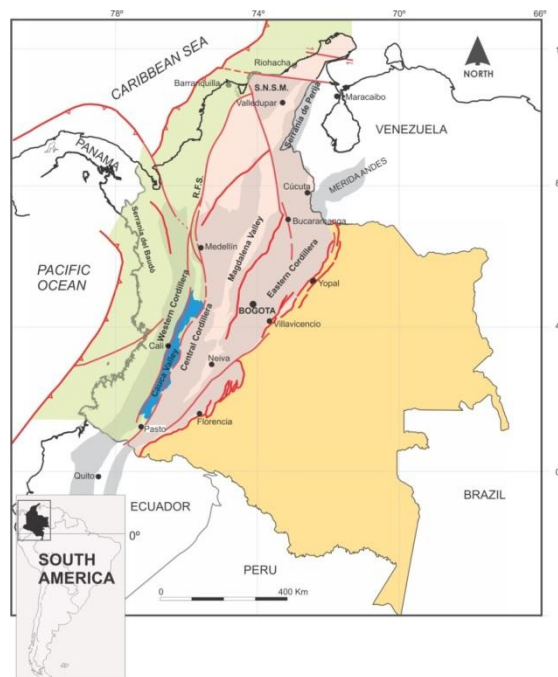 78°
74°
70°
66°
CARIBBEAN SEA
Riohacha
Barranquilla
S.N.S.M.
Valledupar
Serranía de Perija
Maracaibo
NORTH
VENEZUELA
PANAMA
MERIDA ANDES
Cúcuta
R.F.S.
Bucaramanga
Serranía del Baudó
Medellín
Magdalena Valley
Eastern Cordillera
PACIFIC
OCEAN
Western Cordillera
Yopal
BOGOTA
Villavicencio
Cali
Central Cordillera
Cauca Valley
Neiva
Florencia
Pasto
Quito
ECUADOR
BRAZIL
0°
SOUTH
AMERICA
PERU
0
400 Km